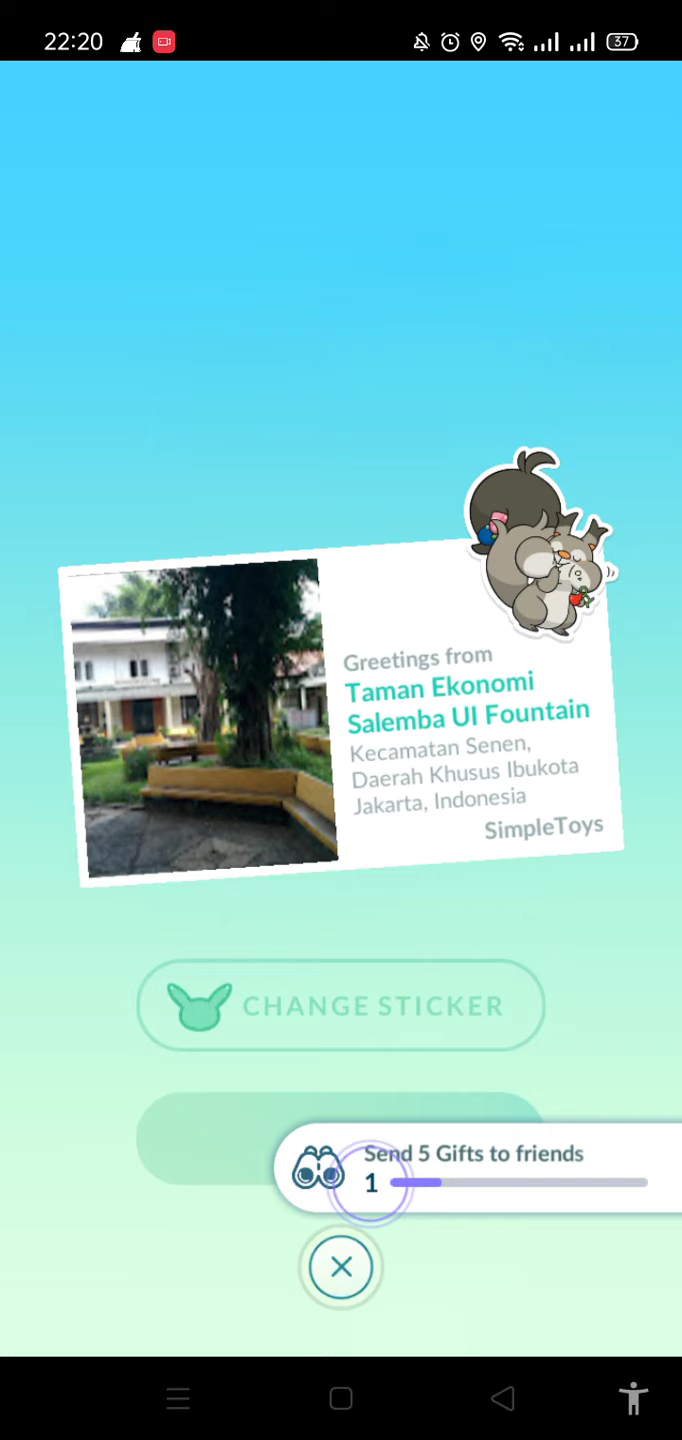 22:20
37
Greetings from
Taman Ekonomi
Salemba UI Fountain
Kecamatan Senen,
Daerah Khusus Ibukota
Jakarta, Indonesia
SimpleToys
CHANGE STICKER
Send 5 Gifts to friends
1